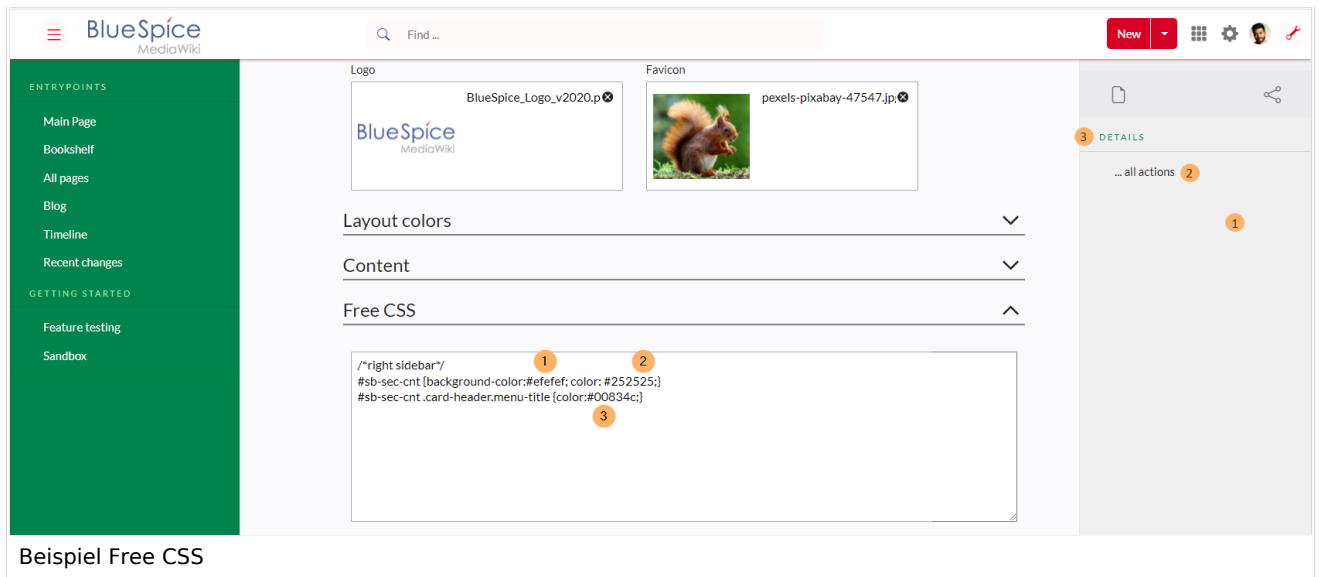 BlueSpice
MediaWiki
Find ...
New
ENTRYPOINTS
Main Page
Bookshelf
All pages
Blog
Timeline
Recent changes
GETTING STARTED
Feature testing
Sandbox
Logo
Favicon
BlueSpice_Logo_v2020.p
pexels-pixabay-47547.jp
BlueSpice
MediaWiki
Layout colors
Content
Free CSS
1
2
/*right sidebar*/
#sb-sec-cnt {background-color:#efefef; color: #252525;}
#sb-sec-cnt .card-header.menu-title {color:#00834c;}
3
3 DETAILS
... all actions 2
1
Beispiel Free CSS